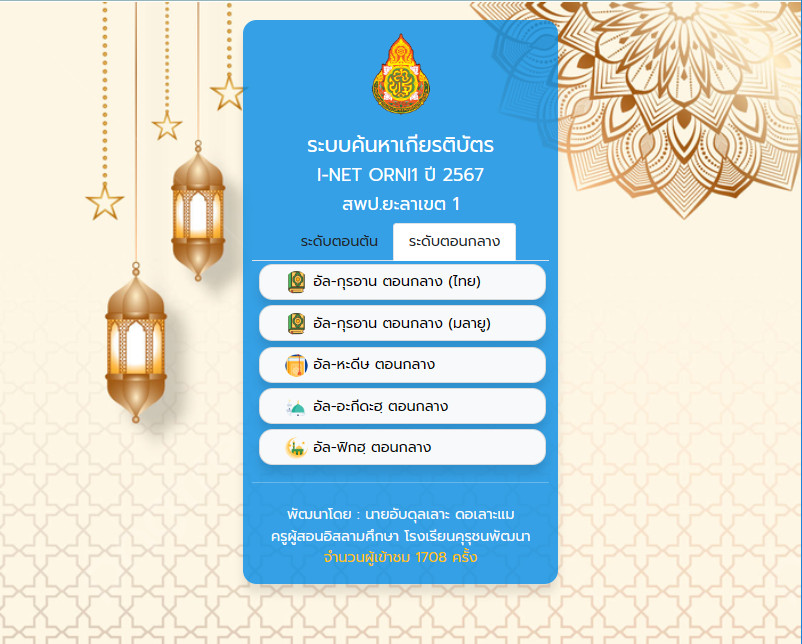 ระบบค้นหาเกียรติบัตร
I-NET ORNI1 ปี 2567
สพป.ยะลาเขต 1
ระดับตอนต้น ระดับตอนกลาง
อัล-กุรอาน ตอนกลาง (ไทย)
อัล-กุรอาน ตอนกลาง (มลายู)
อัล-หะดีษ ตอนกลาง
อัล-อะกีดะฮฺ ตอนกลาง
อัล-ฟิกฮฺ ตอนกลาง
พัฒนาโดย : นายอับดุลเลาะ ดอเลาะแม
ครูผู้สอนอิสลามศึกษา โรงเรียนคุรุชนพัฒนา
จำนวนผู้เข้าชม 1708 ครั้ง